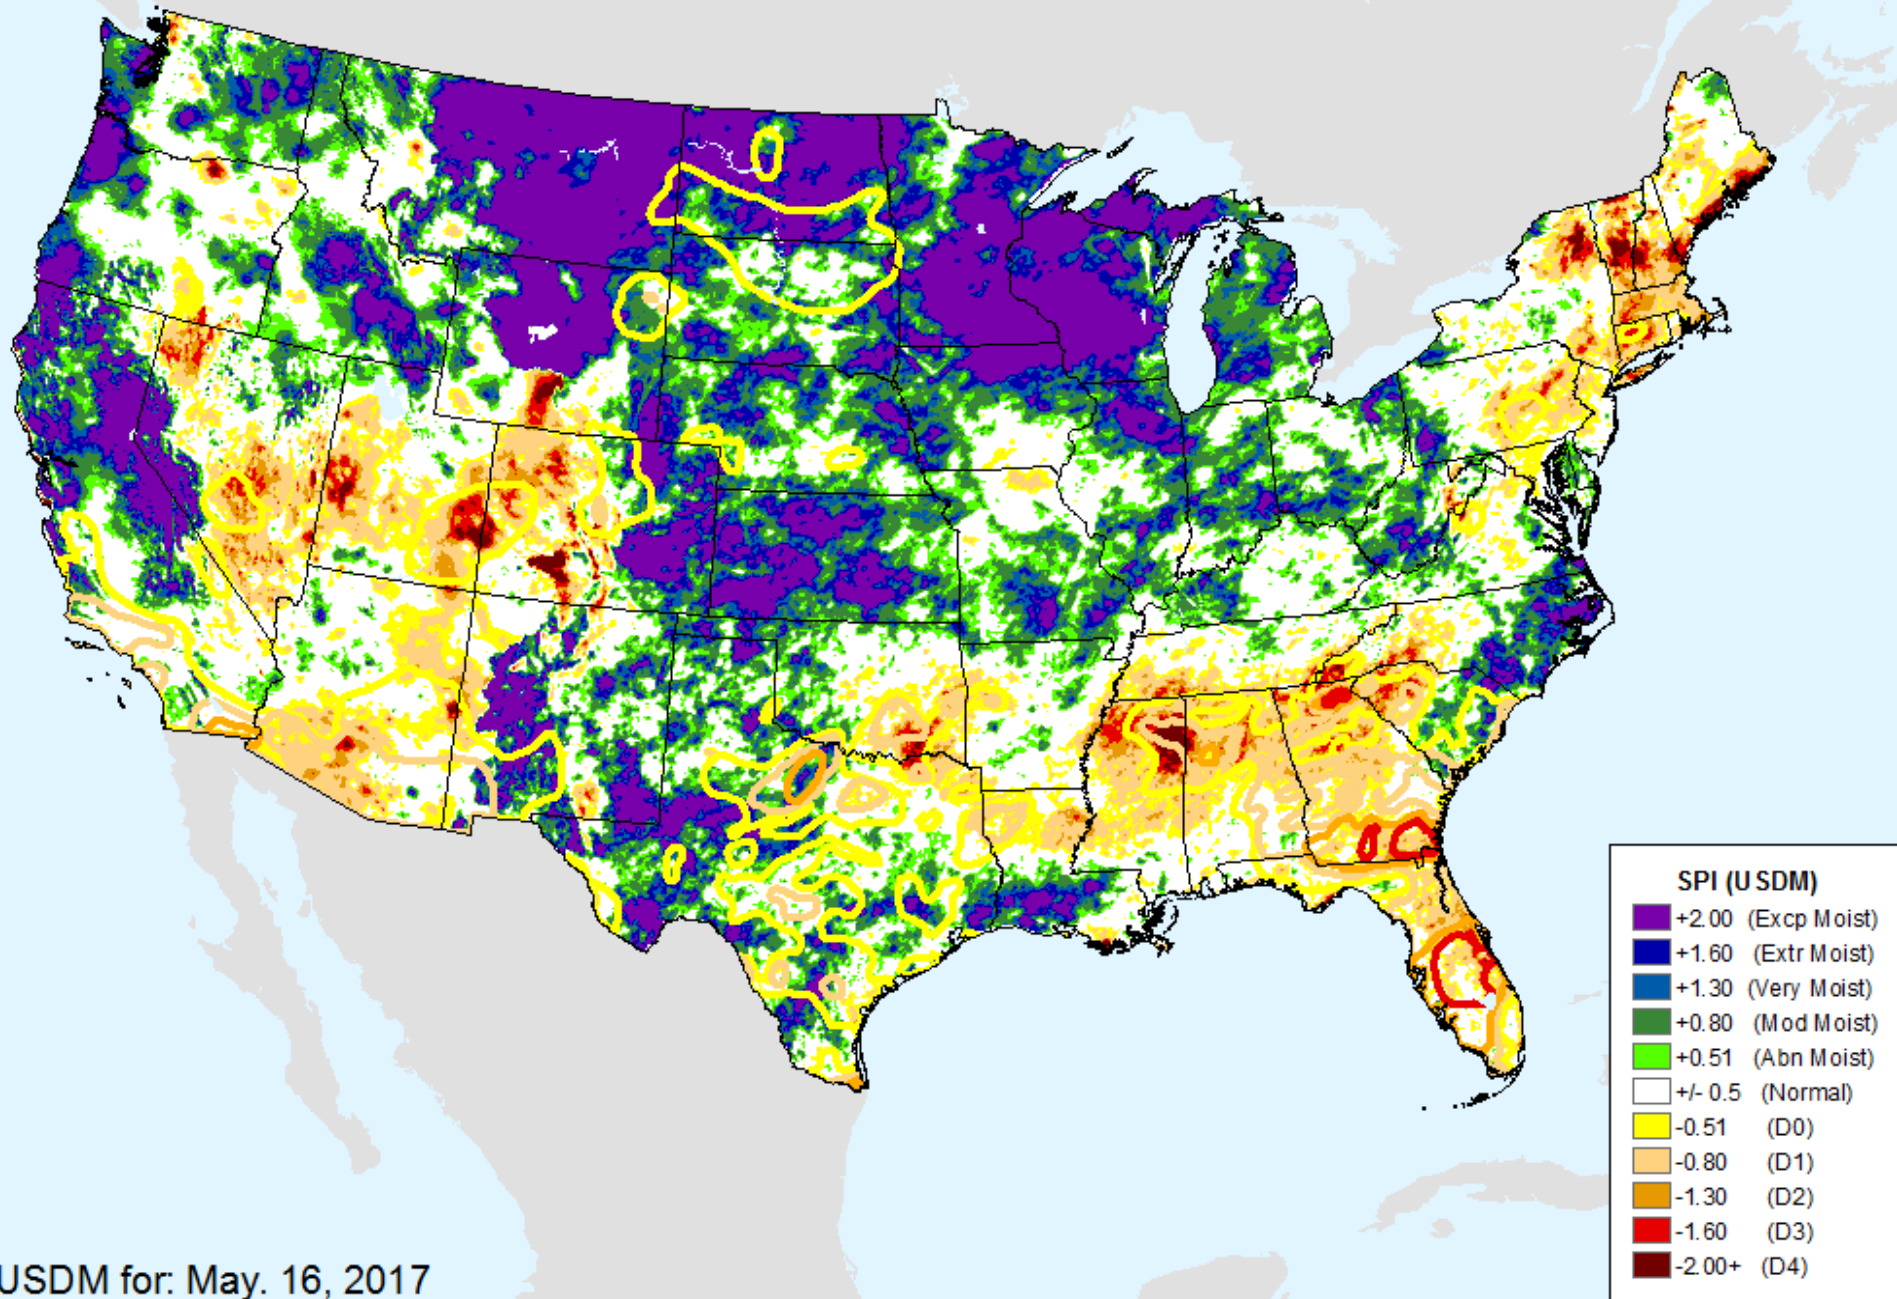 SPI (USDM)
+2.00 (Excp Moist)
+1.60 (Extr Moist)
+1.30 (Very Moist)
+0.80 (Mod Moist)
+0.51 (Abn Moist)
+/- 0.5 (Normal)
-0.51 (D0)
-0.80 (D1)
-1.30 (D2)
-1.60 (D3)
-2.00+ (D4)
USDM for: May. 16, 2017